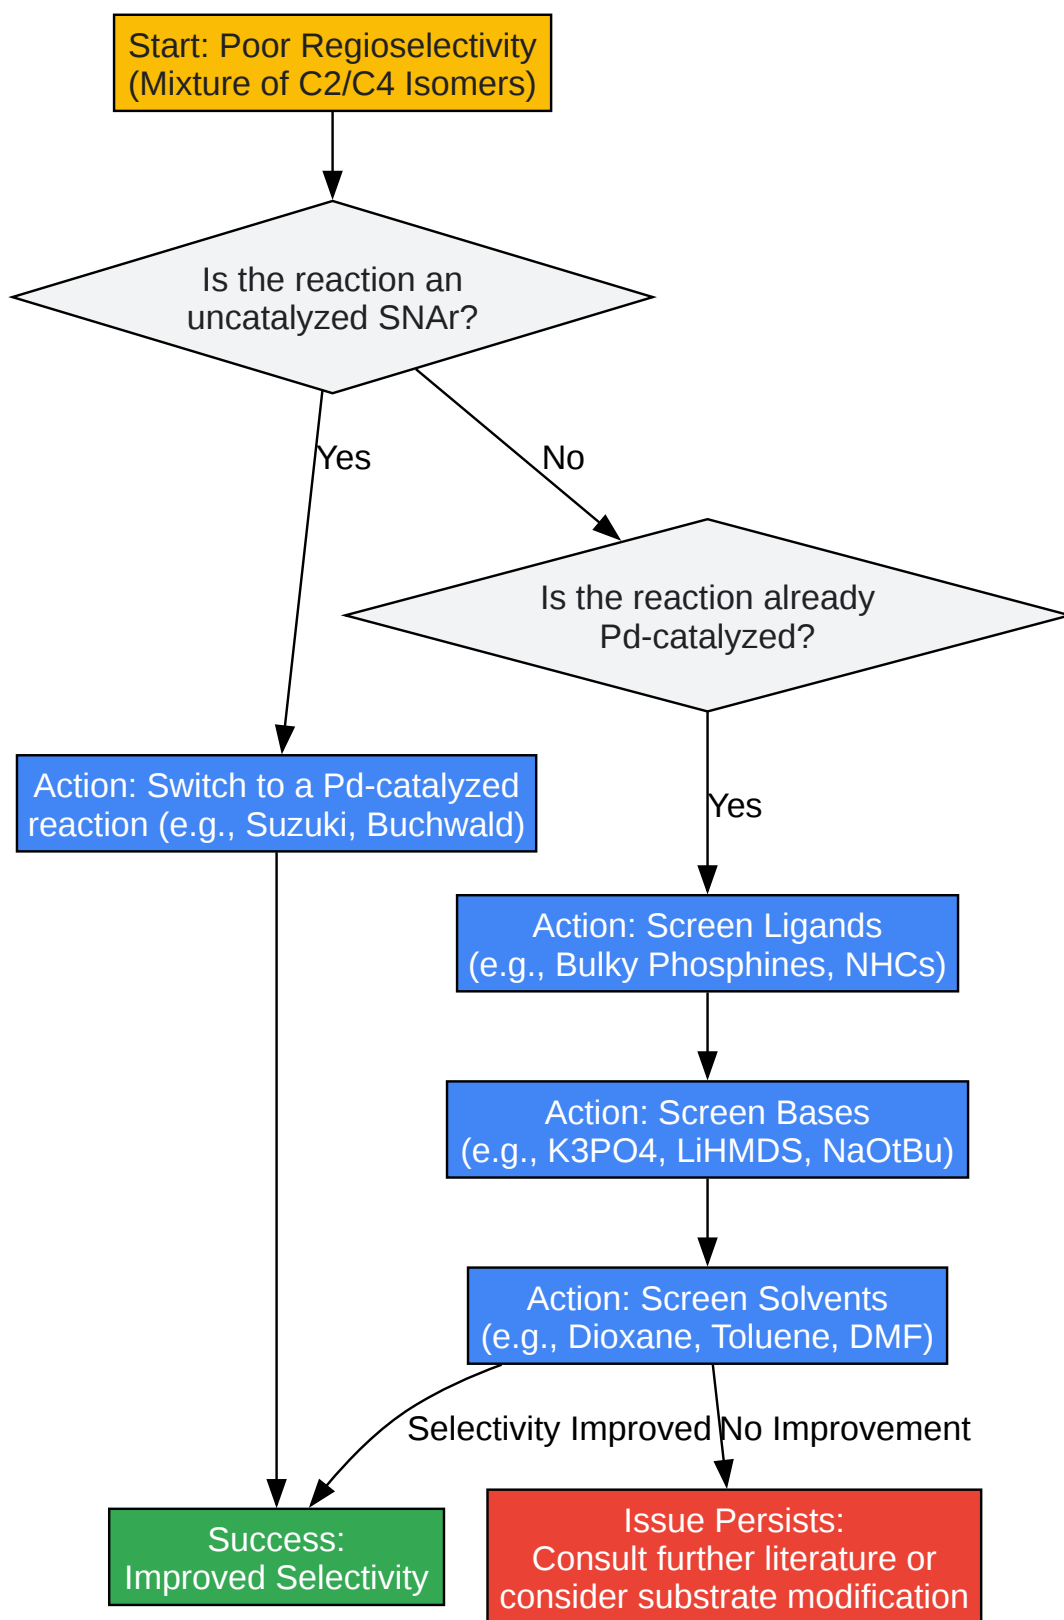 Start: Poor Regioselectivity
(Mixture of C2/C4 Isomers)
Is the reaction an
uncatalyzed SNAr?
Yes
No
Is the reaction already
Pd-catalyzed?
Action: Switch to a Pd-catalyzed
reaction (e.g., Suzuki, Buchwald)
Yes
Action: Screen Ligands
(e.g., Bulky Phosphines, NHCs)
Action: Screen Bases
(e.g., K3PO4, LiHMDS, NaOtBu)
Action: Screen Solvents
(e.g., Dioxane, Toluene, DMF)
Selectivity Improved
No Improvement
Success:
Improved Selectivity
Issue Persists:
Consult further literature or
consider substrate modification